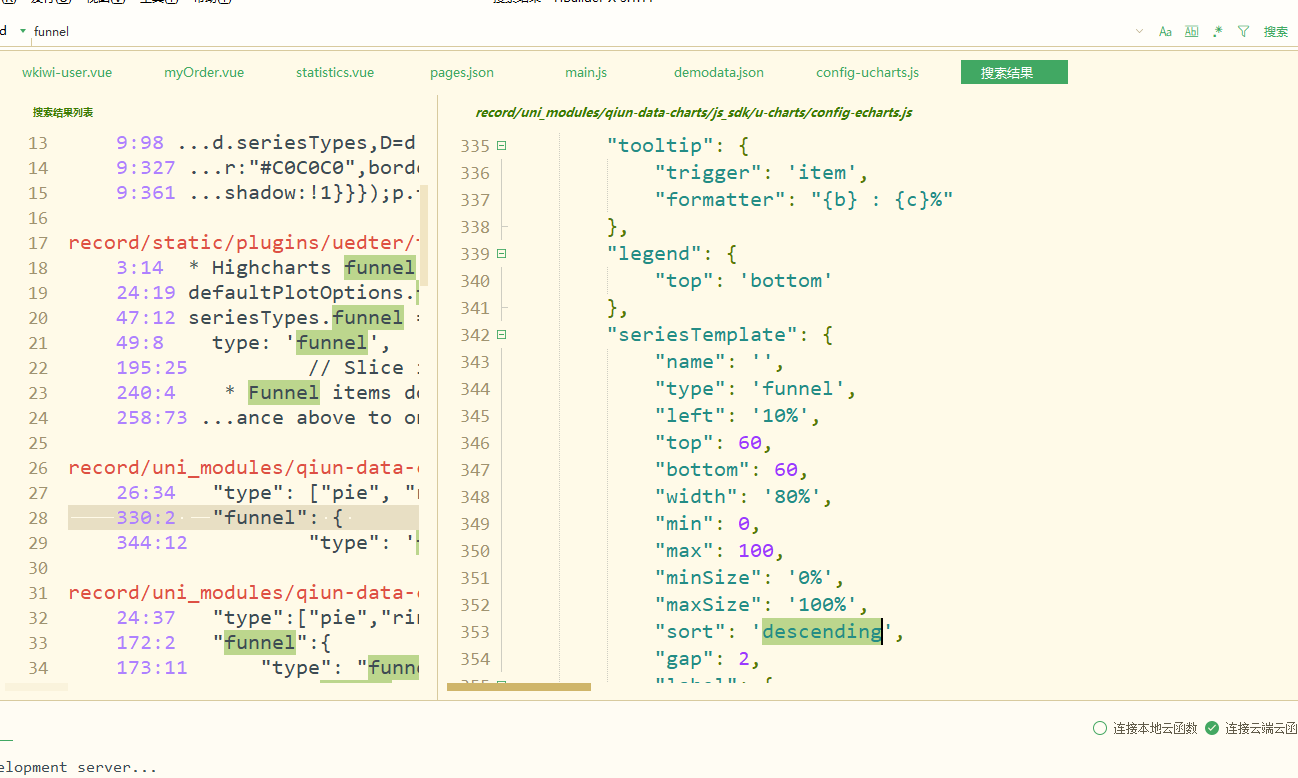 funnel
Aa
Ab
.*
搜索
wkiwi-user.vue myOrder.vue statistics.vue pages.json main.js demodata.json config-ucharts.js 搜索结果
搜索结果列表
13 9:98 ...d.seriesTypes,D=d
14 9:327 ...r:"#C0C0C0",borde
15 9:361 ...shadow:!1}}});p.
16
17 record/static/plugins/uedter/
18 3:14 * Highcharts funnel
19 24:19 defaultPlotOptions.
20 47:12 seriesTypes.funnel =
21 49:8 type: 'funnel',
22 195:25 // Slice
23 240:4 * Funnel items do
24 258:73 ...ance above to on
25
26 record/uni_modules/qiun-data-
27 26:34 "type": ["pie", "r
28 330:2 "funnel": {
29 344:12 "type": '
30
31 record/uni_modules/qiun-data-
32 24:37 "type":["pie","rin
33 172:2 "funnel":{
34 173:11 "type": "funne
record/uni_modules/qiun-data-charts/js_sdk/u-charts/config-echarts.js
335 "tooltip": {
336 "trigger": 'item',
337 "formatter": "{b} : {c}%"
338 },
339 "legend": {
340 "top": 'bottom'
341 },
342 "seriesTemplate": {
343 "name": '',
344 "type": 'funnel',
345 "left": '10%',
346 "top": 60,
347 "bottom": 60,
348 "width": '80%',
349 "min": 0,
350 "max": 100,
351 "minSize": '0%',
352 "maxSize": '100%',
353 "sort": 'descending',
354 "gap": 2,
355 "label": {
连接本地云函数 连接云端云函
elopment server...